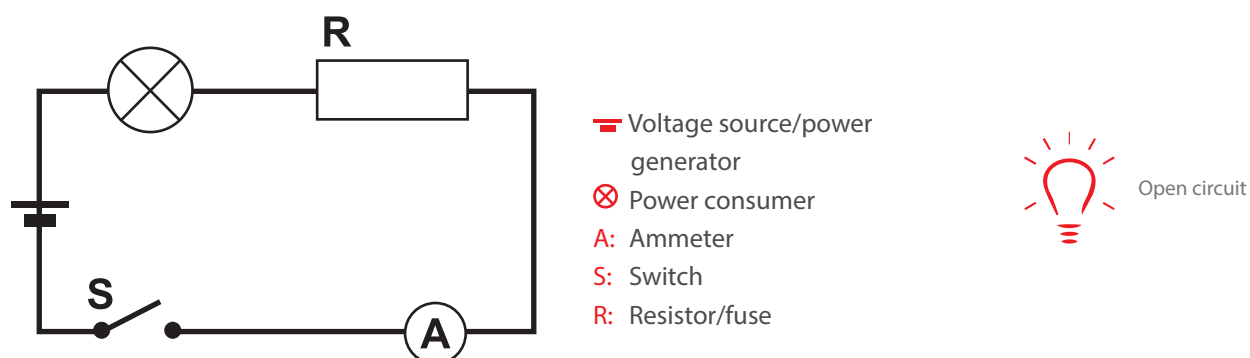 R
S
A
Voltage source/power
generator
Power consumer
A: Ammeter
S: Switch
R: Resistor/fuse
Open circuit